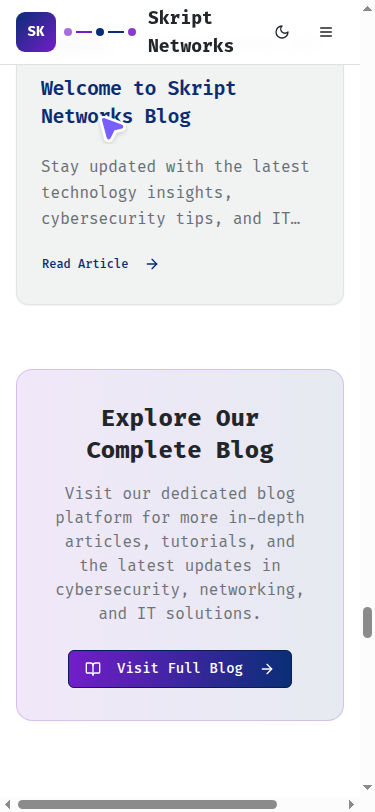 SK
Skript
Networks
Welcome to Skript
Networks Blog
Stay updated with the latest
technology insights,
cybersecurity tips, and IT…
Read Article
Explore Our
Complete Blog
Visit our dedicated blog
platform for more in-depth
articles, tutorials, and
the latest updates in
cybersecurity, networking,
and IT solutions.
Visit Full Blog